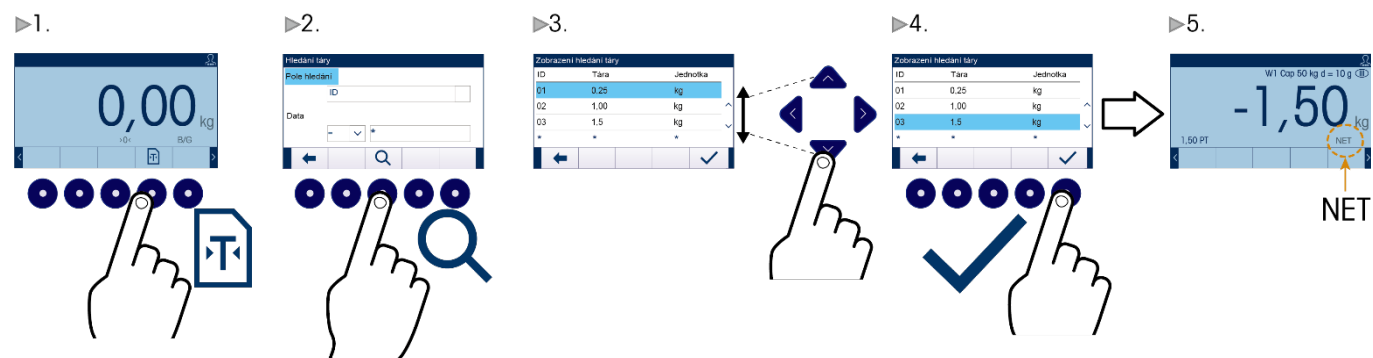 1.
0,00 kg
>0<
B/G
T
2.
Hledání táry
Pole hledání
ID
Data
= *
3.
Zobrazení hledání táry
ID Tára Jednotka
01 0.25 kg
02 1,00 kg
03 1.5 kg
* * *
4.
Zobrazení hledání táry
ID Tára Jednotka
01 0.25 kg
02 1,00 kg
03 1.5 kg
* * *
5.
W1 Cap 50 kg d = 10 g
-1,50 kg
1,50 PT
NET
NET